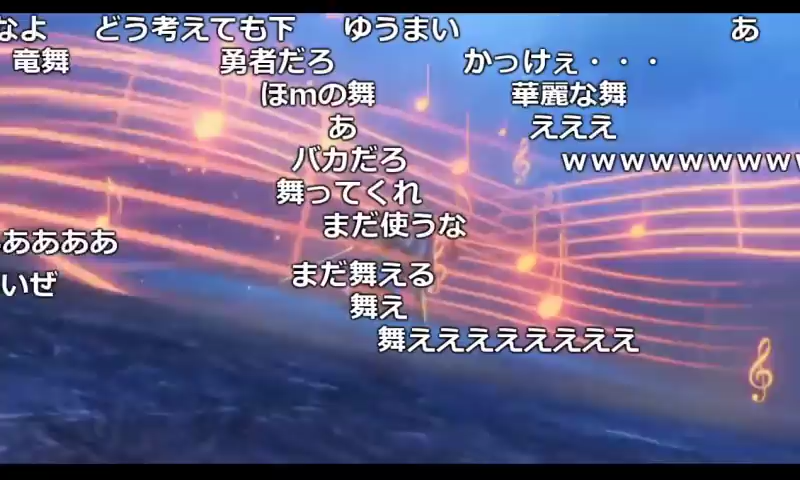 なよ どう考えても下 ゆうまい あ
竜舞 勇者だろ かっけぇ・・・
ほmの舞 華麗な舞
あ えええ
バカだろ wwwwwwwww
舞ってくれ
まだ使うな
ああああ
まだ舞える
いぜ
舞え
舞ええええええええ